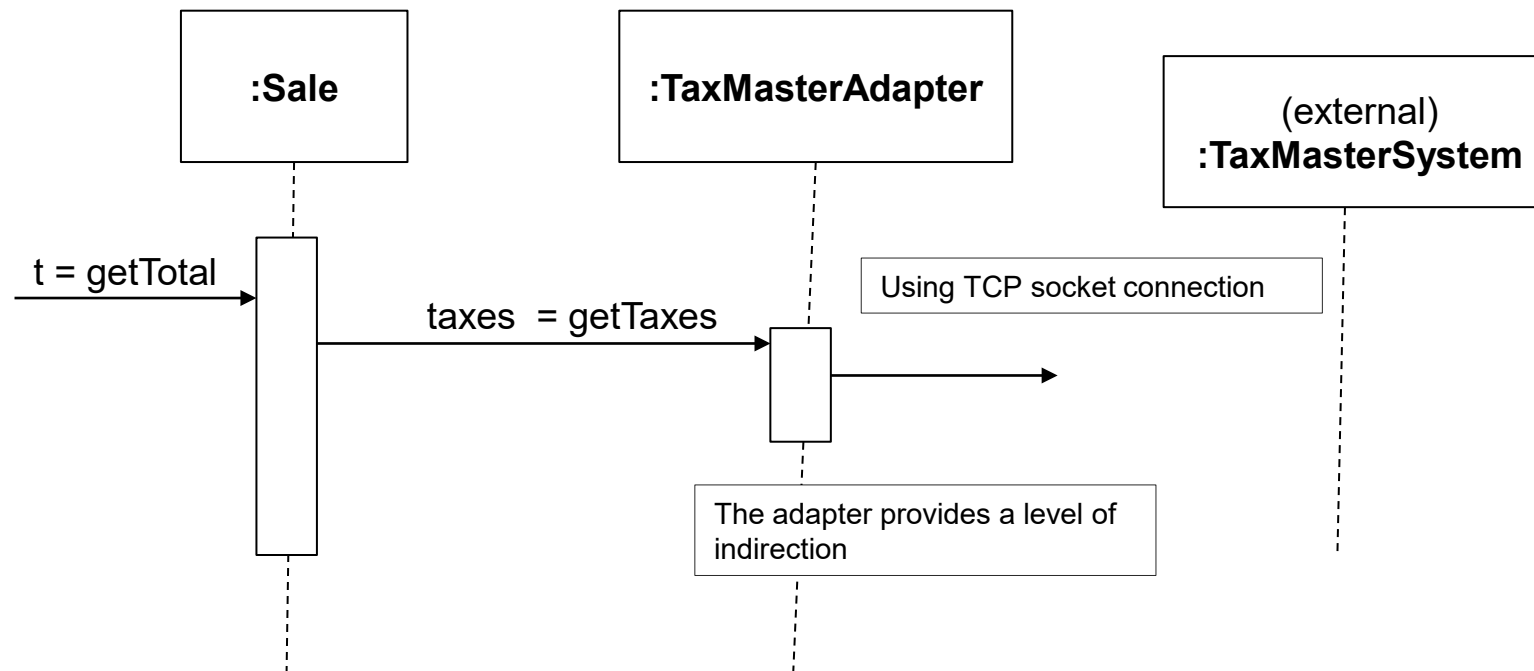 :Sale
:TaxMasterAdapter
(external)
:TaxMasterSystem
t = getTotal
Using TCP socket connection
taxes  = getTaxes
The adapter provides a level of
indirection